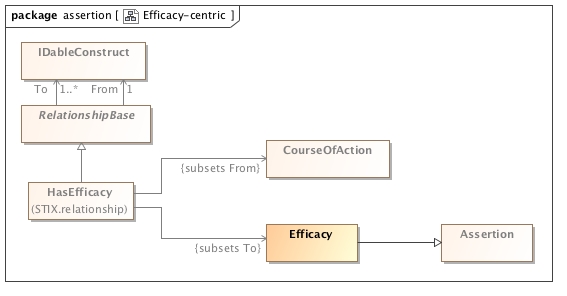 package assertion [ Efficacy-centric ]
IDableConstruct
To 1..* From 1
RelationshipBase
CourseOfAction
{subsets From}
HasEfficacy
(STIX.relationship)
Efficacy
Assertion
{subsets To}